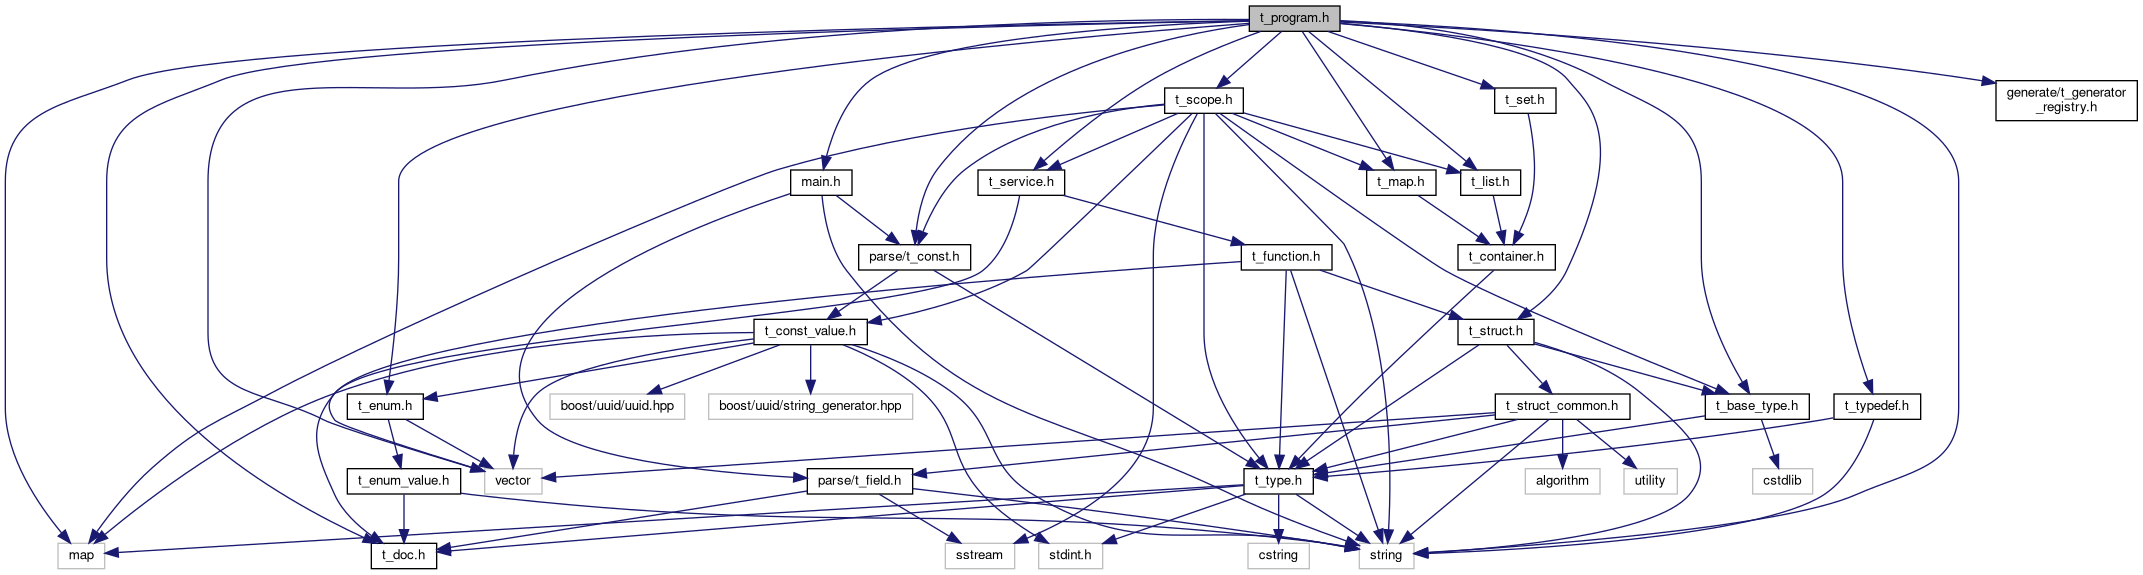 t_program.h
generate/t_generator
_registry.h
t_scope.h
t_set.h
main.h
t_service.h
t_map.h
t_list.h
parse/t_const.h
t_function.h
t_container.h
t_const_value.h
t_struct.h
t_enum.h
boost/uuid/uuid.hpp
boost/uuid/string_generator.hpp
t_struct_common.h
t_base_type.h
t_typedef.h
t_enum_value.h
vector
parse/t_field.h
t_type.h
algorithm
utility
cstdlib
map
t_doc.h
sstream
stdint.h
cstring
string